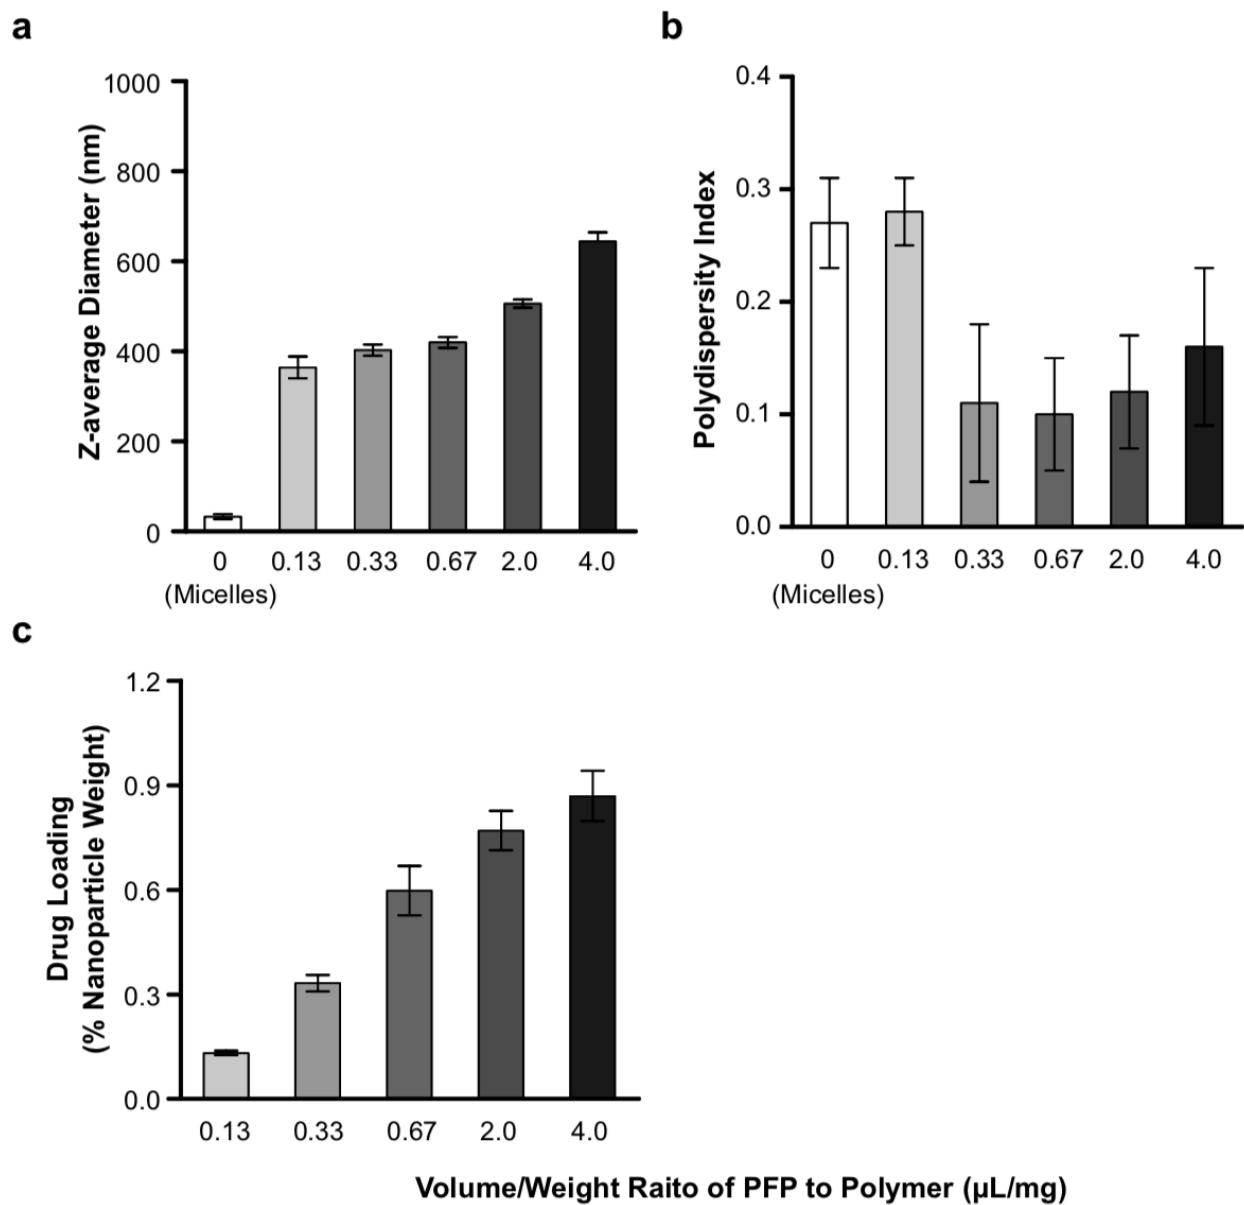 a
Z-average Diameter (nm)
1000
800
600
400
200
0
0 0.13 0.33 0.67 2.0 4.0
(Micelles)
b
Polydispersity Index
0.4
0.3
0.2
0.1
0.0
0 0.13 0.33 0.67 2.0 4.0
(Micelles)
c
Drug Loading
(% Nanoparticle Weight)
1.2
0.9
0.6
0.3
0.0
0.13 0.33 0.67 2.0 4.0
Volume/Weight Raito of PFP to Polymer (µL/mg)